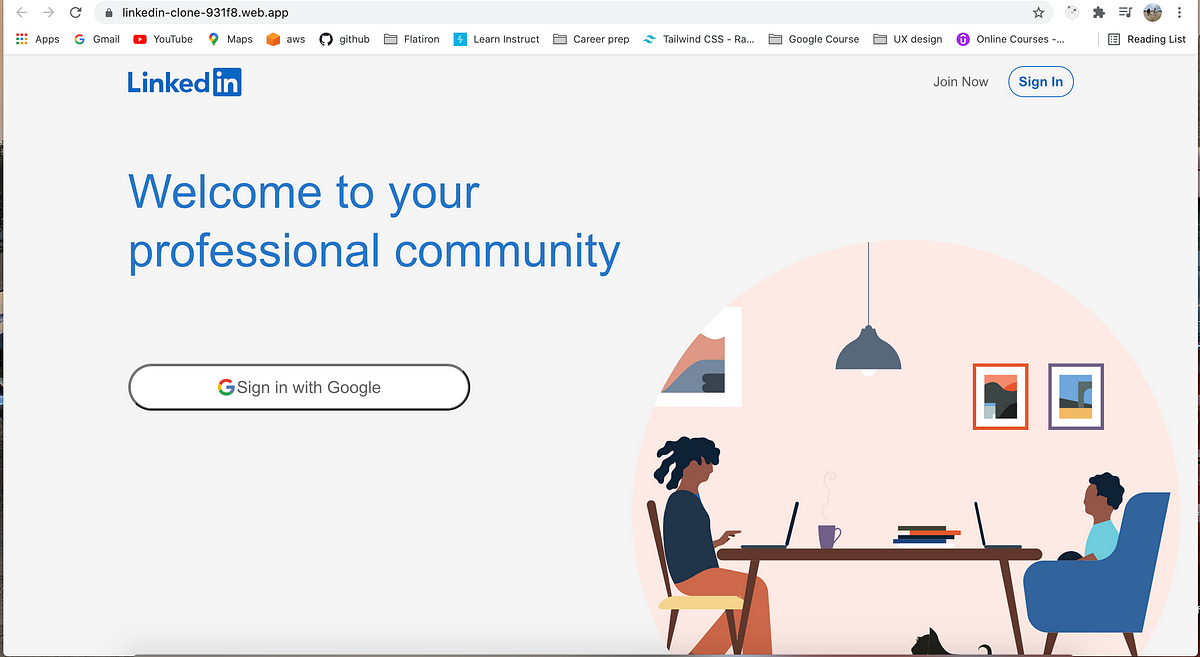 linkedin-clone-931f8.web.app
Apps Gmail YouTube Maps aws github Flatiron Learn Instruct Career prep Tailwind CSS - Ra... Google Course UX design Online Courses -... Reading List
Linked in Join Now Sign In
Welcome to your
professional community
Sign in with Google